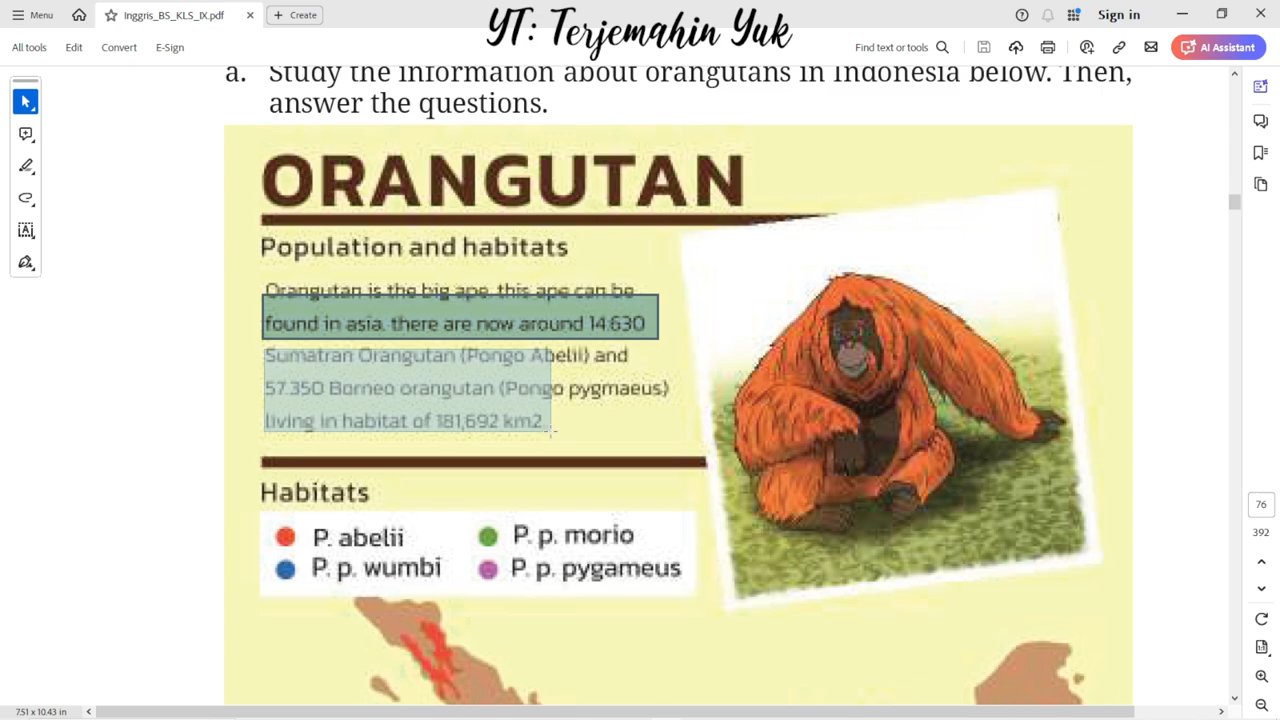 Menu
Inggris_BS_KLS_IX.pdf
Create
YT: Terjemahin Yuk
Sign in
All tools
Edit
Convert
E-Sign
Find text or tools
AI Assistant
a. Study the information about orangutans in Indonesia below. Then,
answer the questions.
ORANGUTAN
Population and habitats
Orangutan is the big ape. this ape can be
found in asia. there are now around 14.630
Sumatran Orangutan (Pongo Abelii) and
57.350 Borneo orangutan (Pongo pygmaeus)
living in habitat of 181,692 km2.
Habitats
P. abelii
P. p. morio
P. p. wumbi
P. p. pygameus
76
392
7.51 x 10.43 in